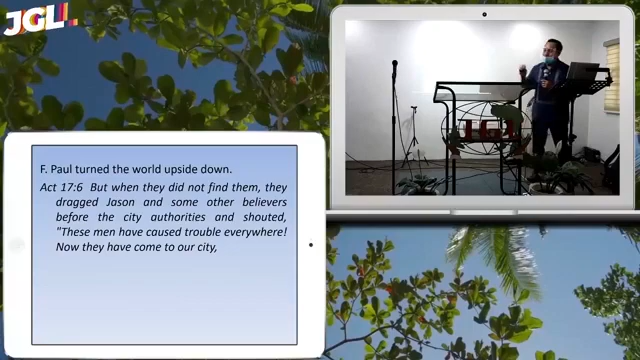 JGL
F. Paul turned the world upside down.
Act 17:6 But when they did not find them, they
dragged Jason and some other believers
before the city authorities and shouted,
"These men have caused trouble everywhere!
Now they have come to our city,
JGL